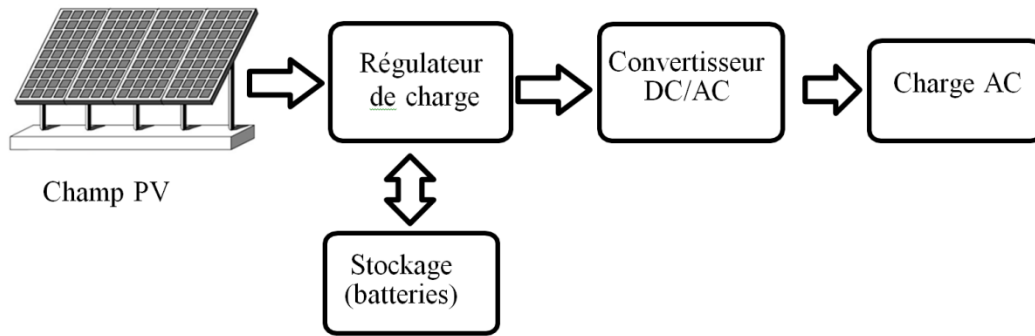 Champ PV
Régulateur
de charge
Convertisseur
DC/AC
Charge AC
Stockage
(batteries)